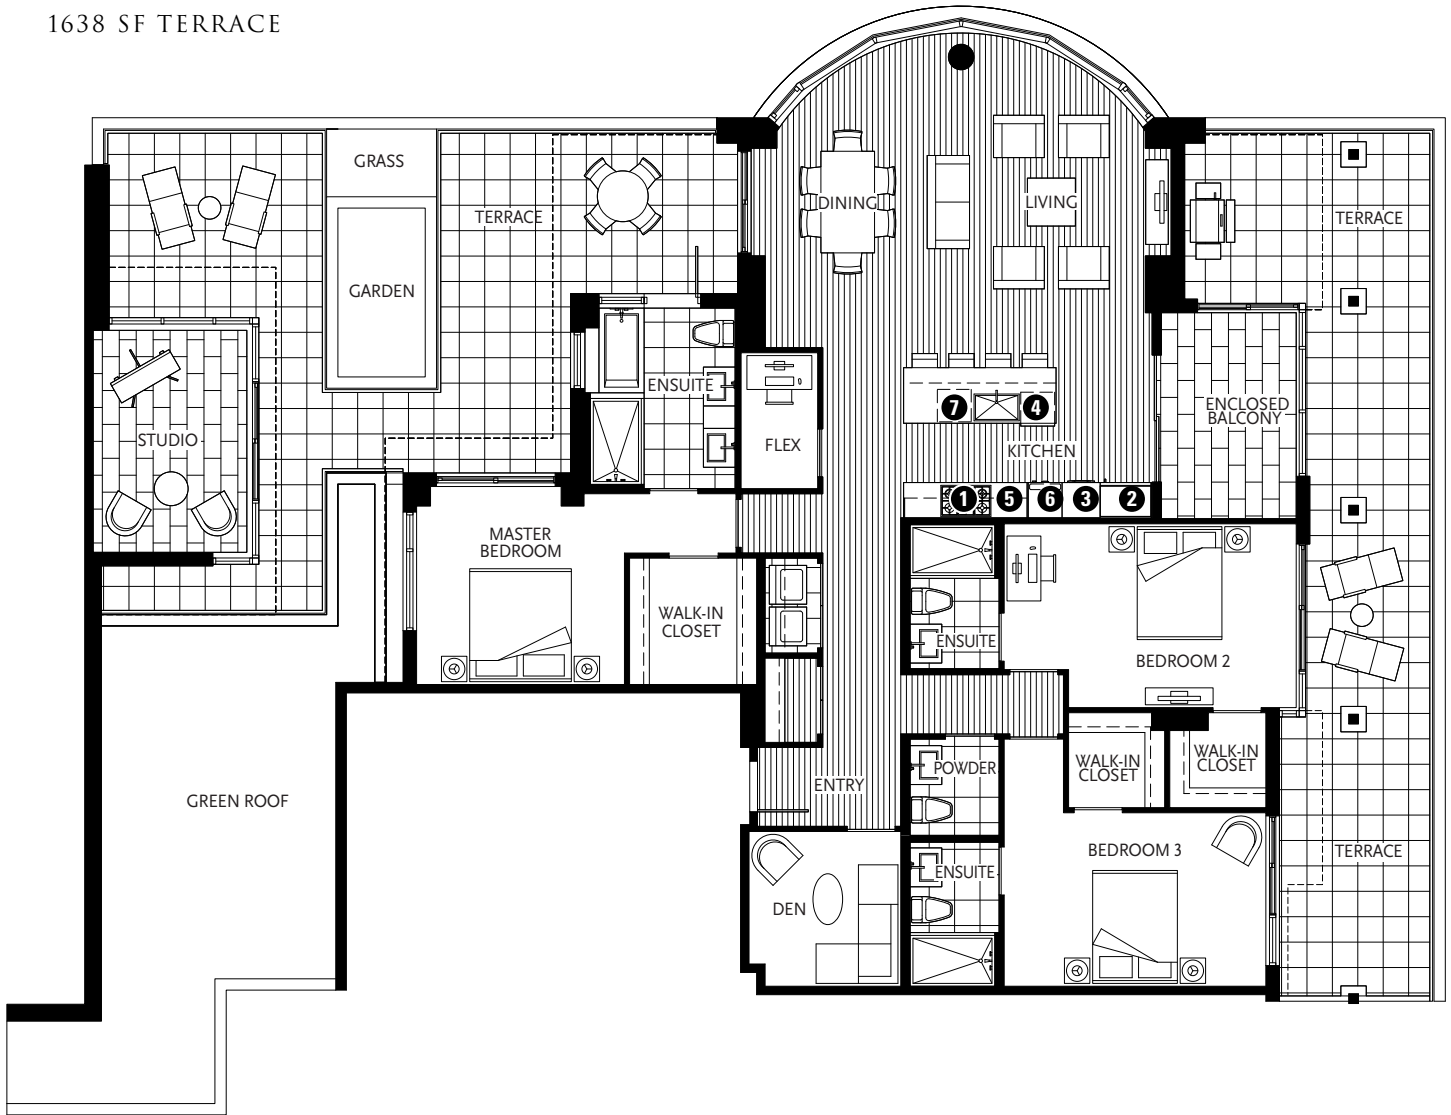 1638 SF TERRACE
GRASS
TERRACE
DINING
LIVING
TERRACE
GARDEN
ENSUITE
7
4
ENCLOSED
BALCONY
STUDIO
FLEX
KITCHEN
1
5
6
3
2
MASTER
BEDROOM
WALK-IN
CLOSET
ENSUITE
BEDROOM 2
POWDER
WALK-IN
CLOSET
WALK-IN
CLOSET
ENTRY
GREEN ROOF
BEDROOM 3
TERRACE
ENSUITE
DEN